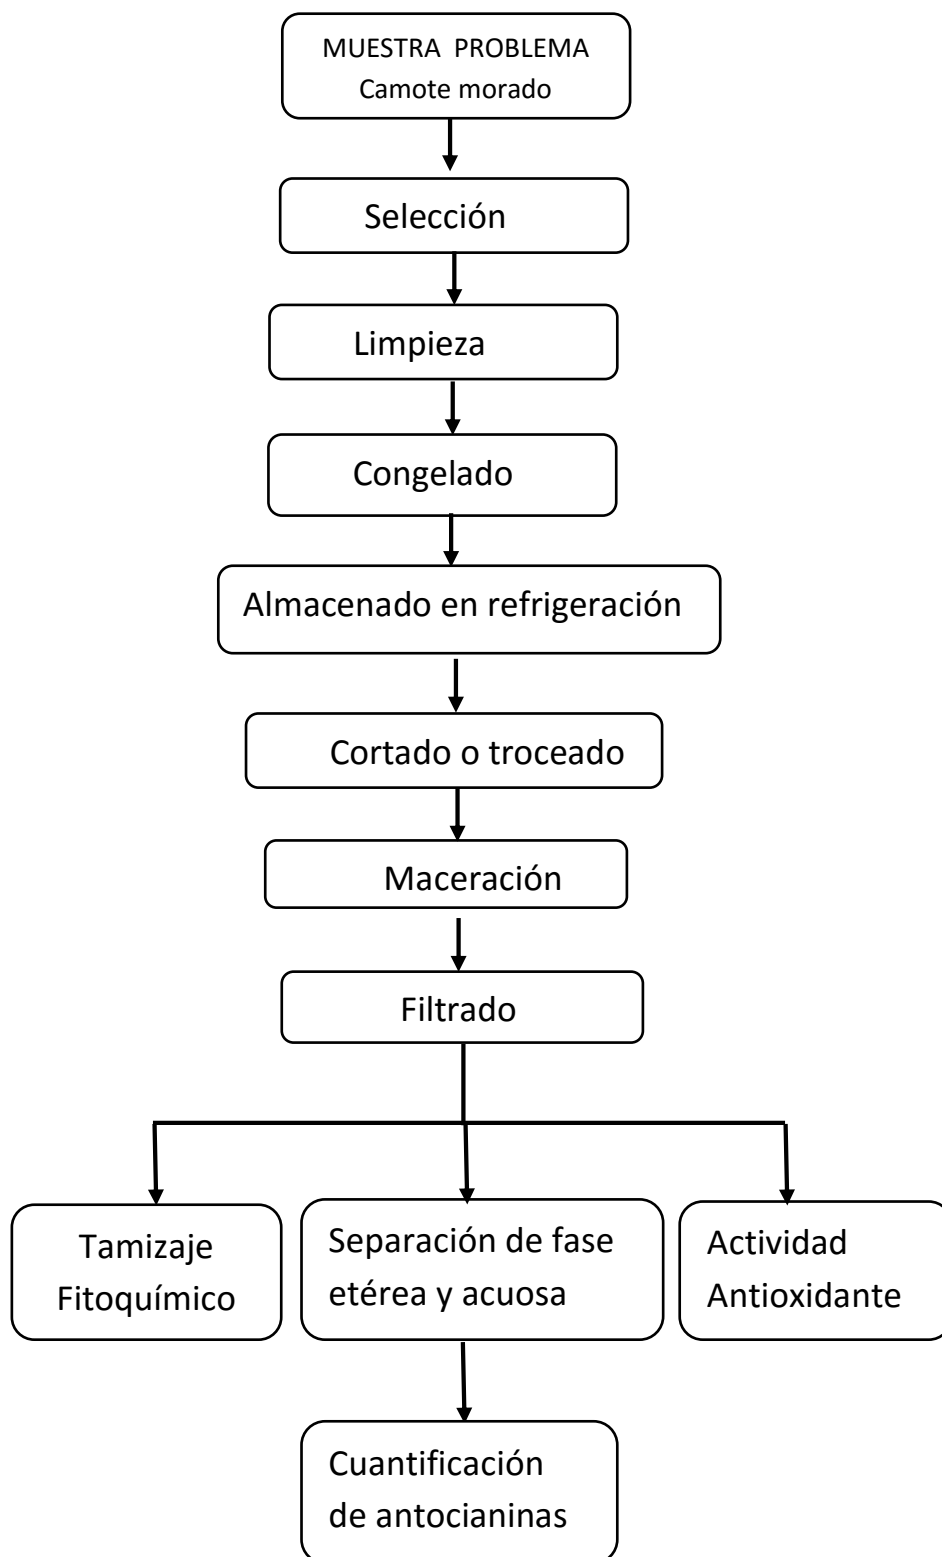 MUESTRA PROBLEMA
Camote morado
Selección
Limpieza
Congelado
Almacenado en refrigeración
Cortado o troceado
Maceración
Filtrado
Tamizaje
Fitoquímico
Separación de fase
etérea y acuosa
Actividad
Antioxidante
Cuantificación
de antocianinas